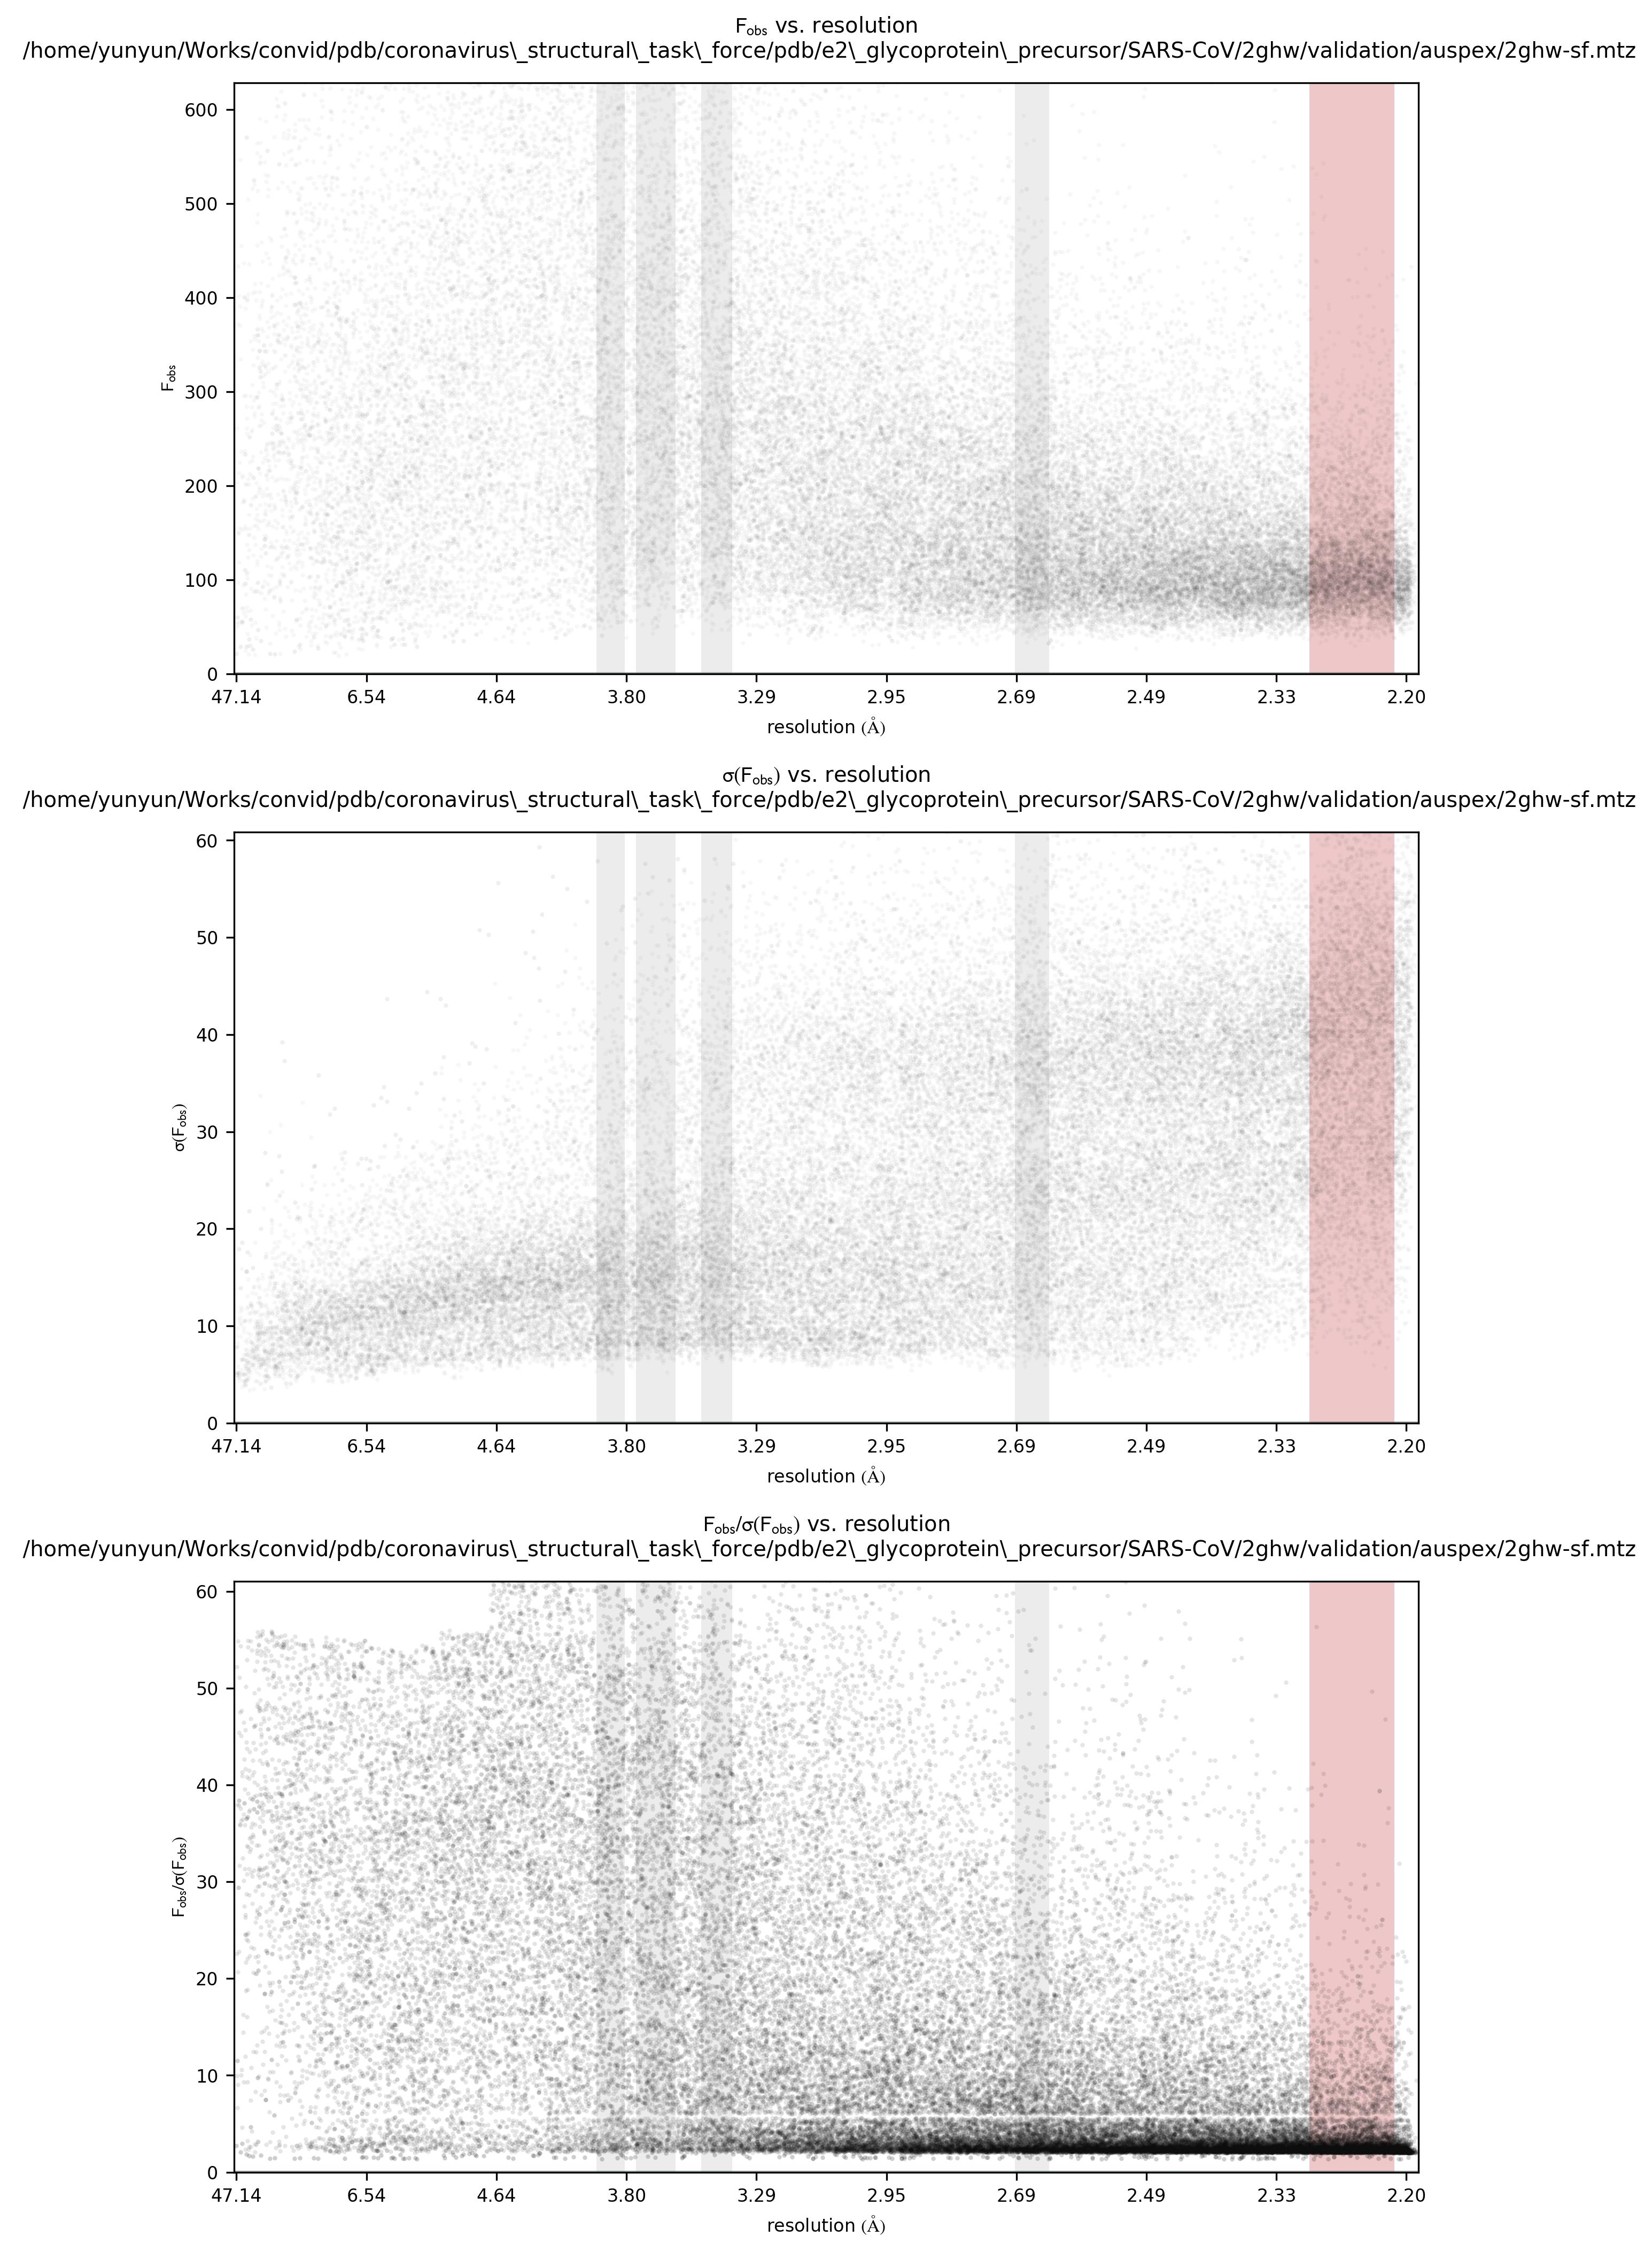 Fobs vs. resolution
/home/yunyun/Works/convid/pdb/coronavirus\_structural\_task\_force/pdb/e2\_glycoprotein\_precursor/SARS-CoV/2ghw/validation/auspex/2ghw-sf.mtz
600
500
400
300
200
100
0
Fobs
47.14 6.54 4.64 3.80 3.29 2.95 2.69 2.49 2.33 2.20
resolution (Å)
σ(Fobs) vs. resolution
/home/yunyun/Works/convid/pdb/coronavirus\_structural\_task\_force/pdb/e2\_glycoprotein\_precursor/SARS-CoV/2ghw/validation/auspex/2ghw-sf.mtz
60
50
40
30
20
10
0
σ(Fobs)
47.14 6.54 4.64 3.80 3.29 2.95 2.69 2.49 2.33 2.20
resolution (Å)
Fobs/σ(Fobs) vs. resolution
/home/yunyun/Works/convid/pdb/coronavirus\_structural\_task\_force/pdb/e2\_glycoprotein\_precursor/SARS-CoV/2ghw/validation/auspex/2ghw-sf.mtz
60
50
40
30
20
10
0
Fobs/σ(Fobs)
47.14 6.54 4.64 3.80 3.29 2.95 2.69 2.49 2.33 2.20
resolution (Å)